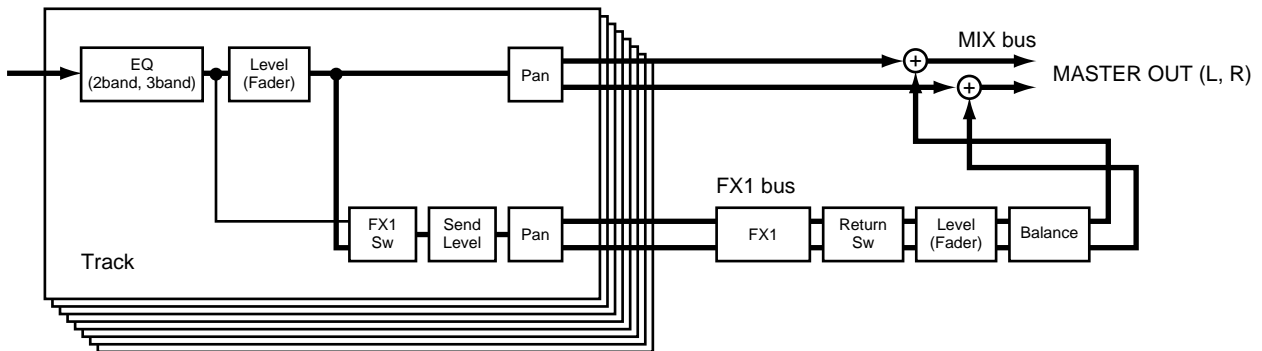 EQ
(2band, 3band)
Level
(Fader)
Pan
MIX bus
MASTER OUT (L, R)
FX1
Sw
Send
Level
Pan
FX1 bus
FX1
Return
Sw
Level
(Fader)
Balance
Track